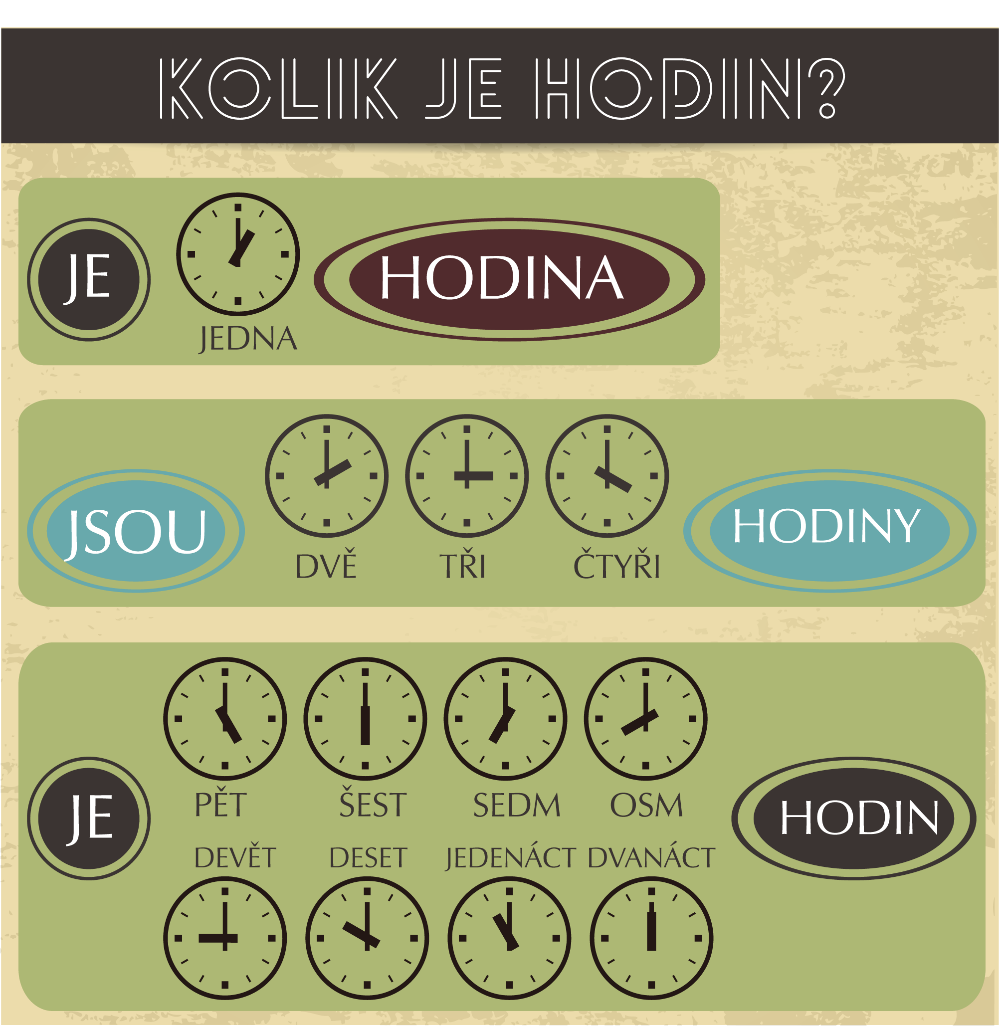 KOLIK JE HODIN?
JE
JEDNA
HODINA
JSOU
DVĚ TŘI ČTYŘI
HODINY
JE
PĚT ŠEST SEDM OSM
DEVĚT DESET JEDENÁCT DVANÁCT
HODIN